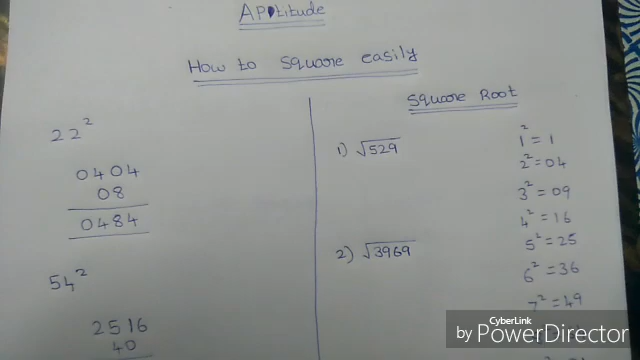 Aptitude
How to square easily
22²
0404
08
0484
54²
2516
40
Square Root
1) √529
2) √3969
1² = 1
2² = 04
3² = 09
4² = 16
5² = 25
6² = 36
7² = 49
CyberLink
by PowerDirector